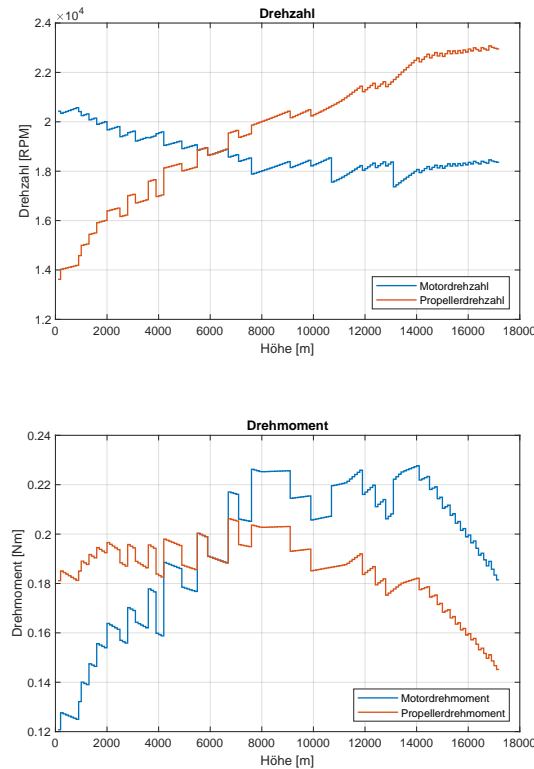 Drehzahl
×10⁴
2.4
2.2
2
1.8
1.6
1.4
1.2
Drehzahl [RPM]
Motordrehzahl
Propellerdrehzahl
0 2000 4000 6000 8000 10000 12000 14000 16000 18000
Höhe [m]
Drehmoment
0.24
0.22
0.2
0.18
0.16
0.14
0.12
Drehmoment [Nm]
Motordrehmoment
Propellerdrehmoment
0 2000 4000 6000 8000 10000 12000 14000 16000 18000
Höhe [m]